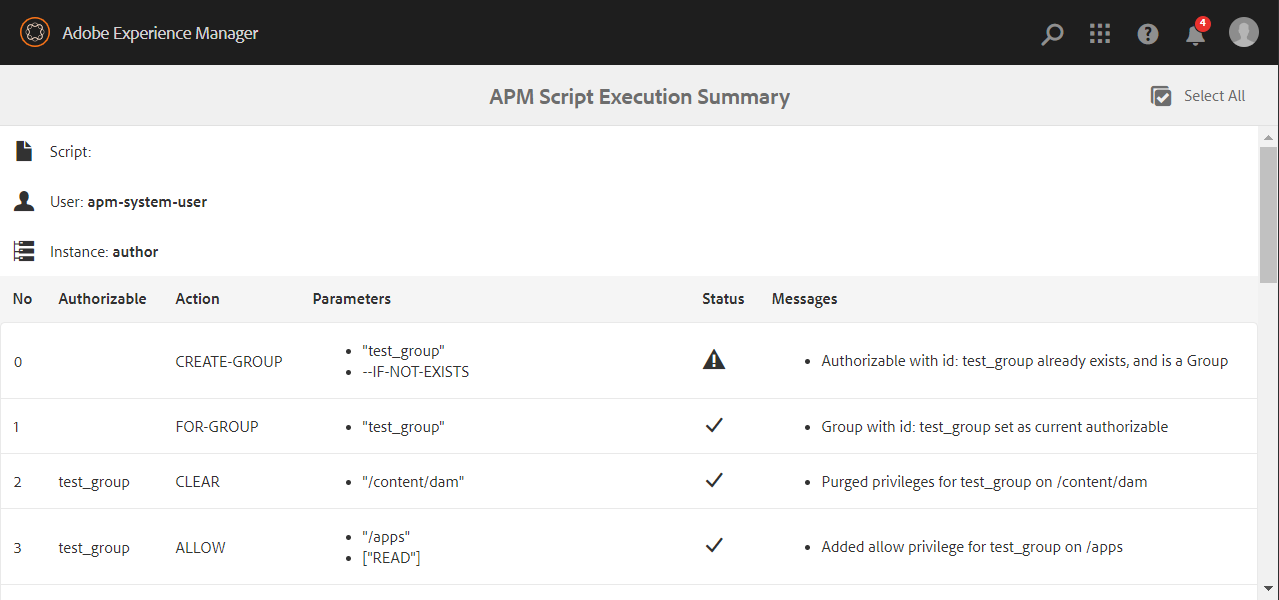 Adobe Experience Manager
4
APM Script Execution Summary
Select All
Script:
User: apm-system-user
Instance: author
No Authorizable Action Parameters Status Messages
0 CREATE-GROUP • "test_group" • --IF-NOT-EXISTS • Authorizable with id: test_group already exists, and is a Group
1 FOR-GROUP • "test_group" • Group with id: test_group set as current authorizable
2 test_group CLEAR • "/content/dam" • Purged privileges for test_group on /content/dam
3 test_group ALLOW • "/apps" • ["READ"] • Added allow privilege for test_group on /apps